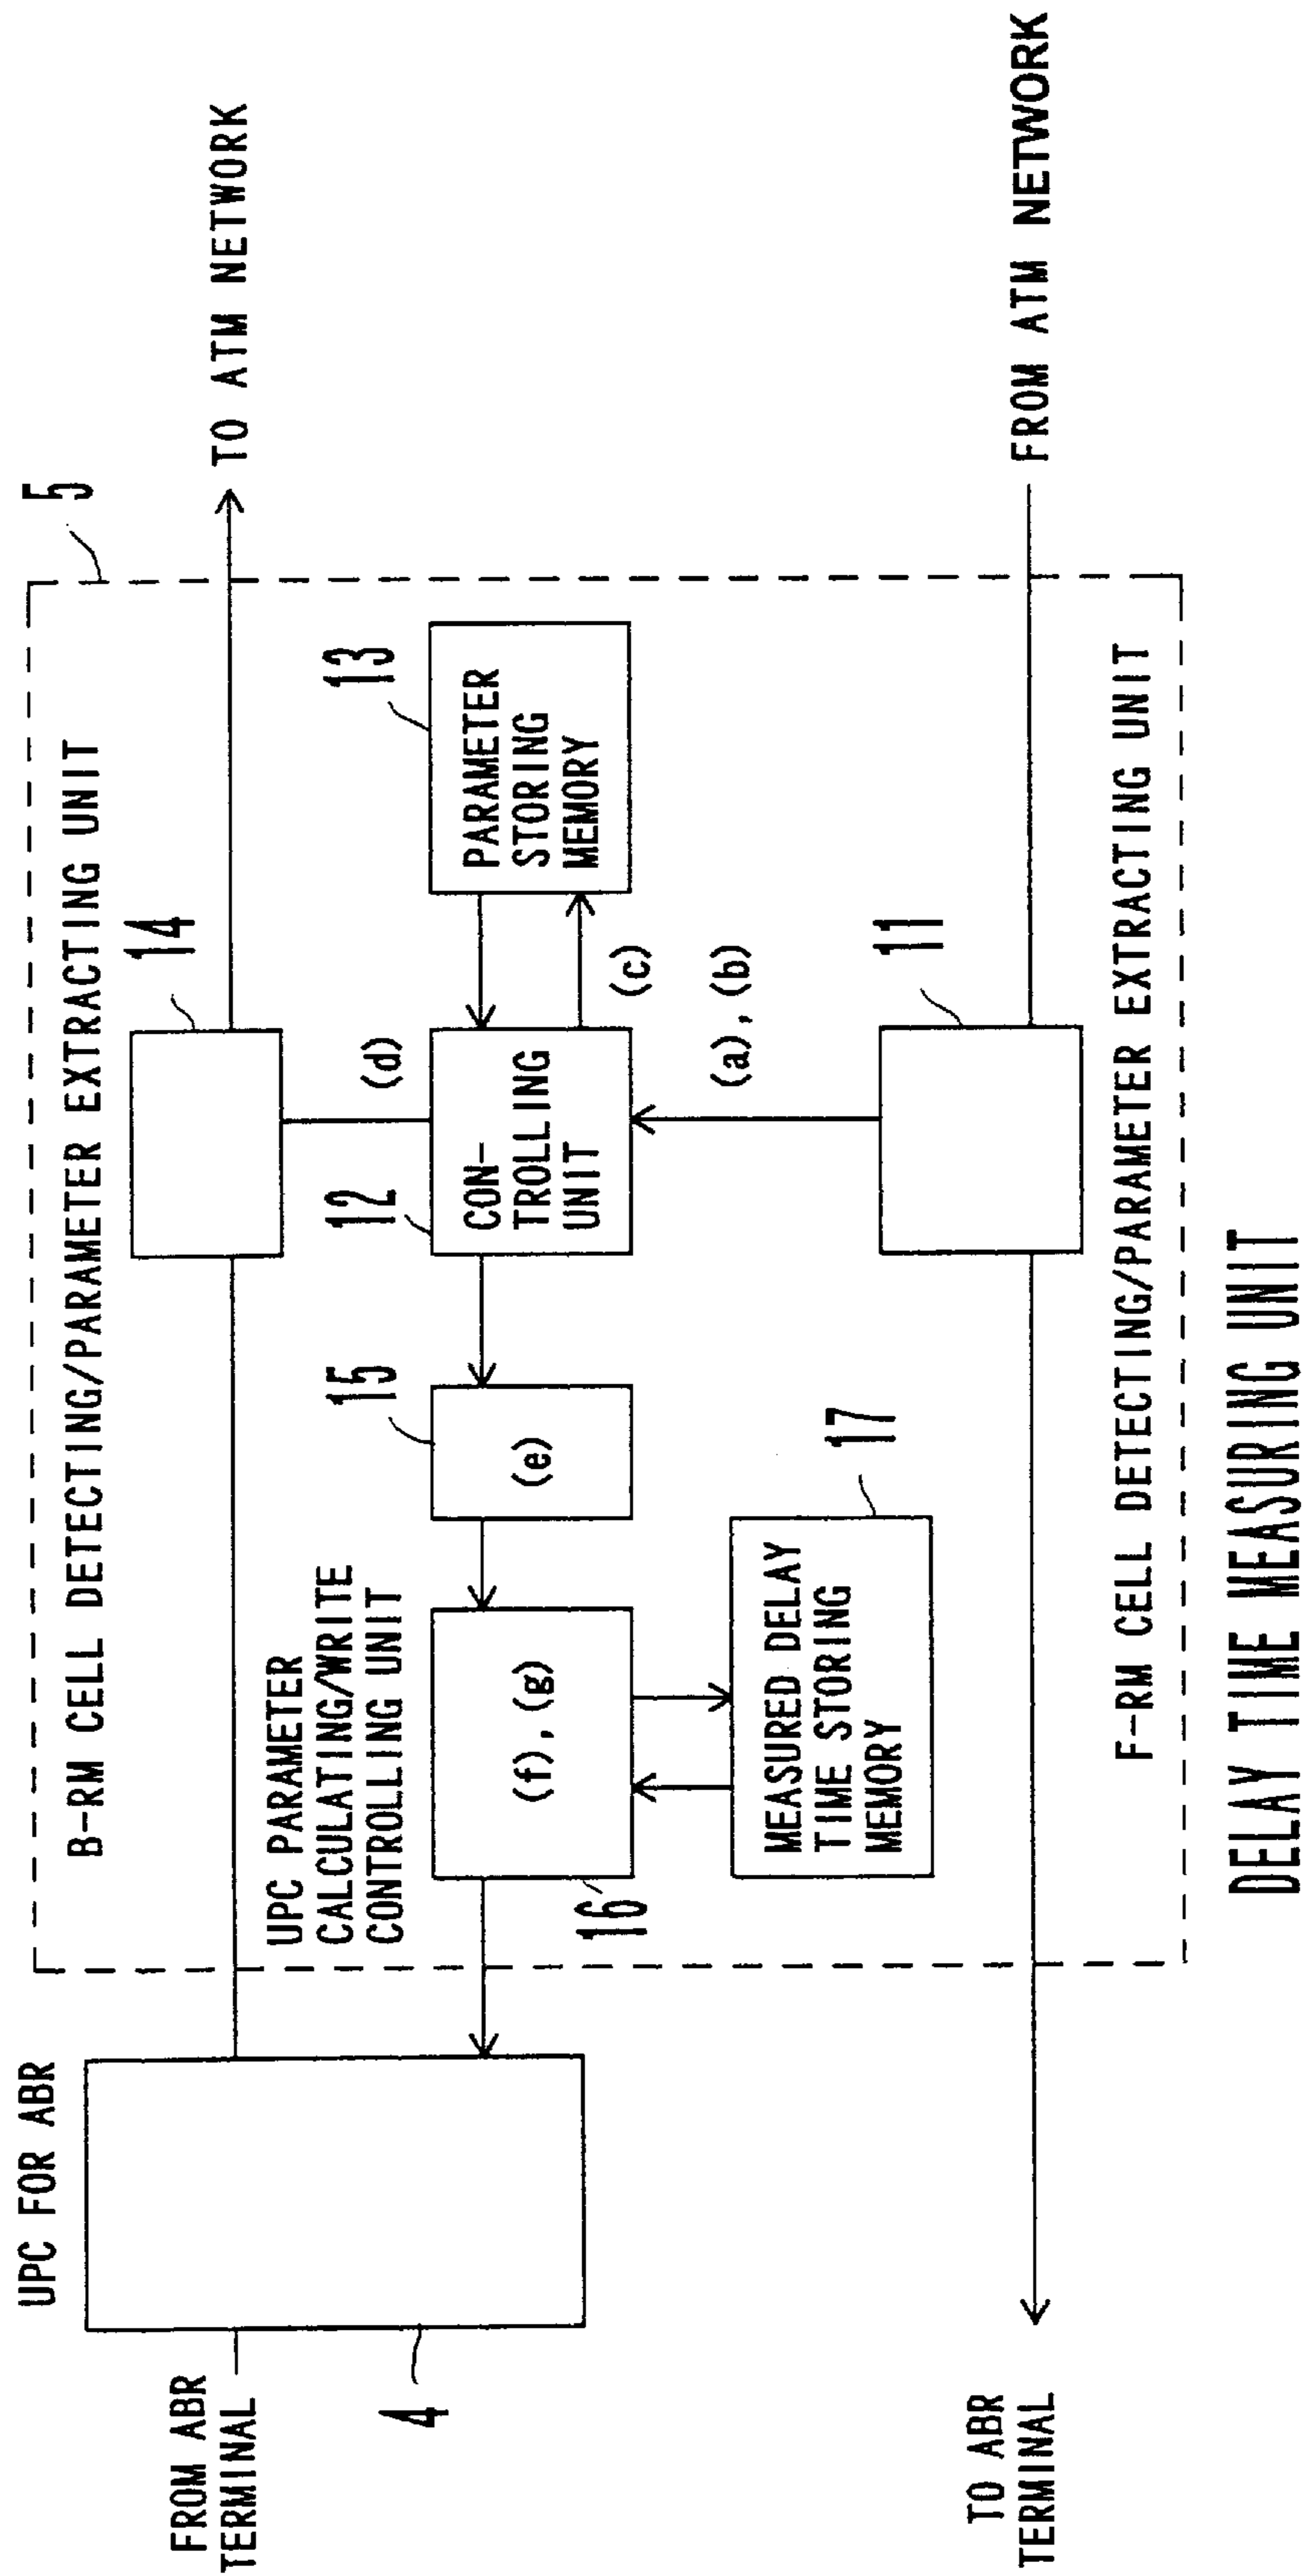 UPC FOR ABR
5
B-RM CELL DETECTING/PARAMETER EXTRACTING UNIT
14
FROM ABR
TERMINAL
TO ATM NETWORK
4
UPC PARAMETER
CALCULATING/WRITE
CONTROLLING UNIT
15
12
(d)
13
(f), (g)
(e)
CON-
TROLLING
UNIT
PARAMETER
STORING
MEMORY
16
(c)
17
(a), (b)
MEASURED DELAY
TIME STORING
MEMORY
11
TO ABR
TERMINAL
FROM ATM NETWORK
F-RM CELL DETECTING/PARAMETER EXTRACTING UNIT
DELAY TIME MEASURING UNIT